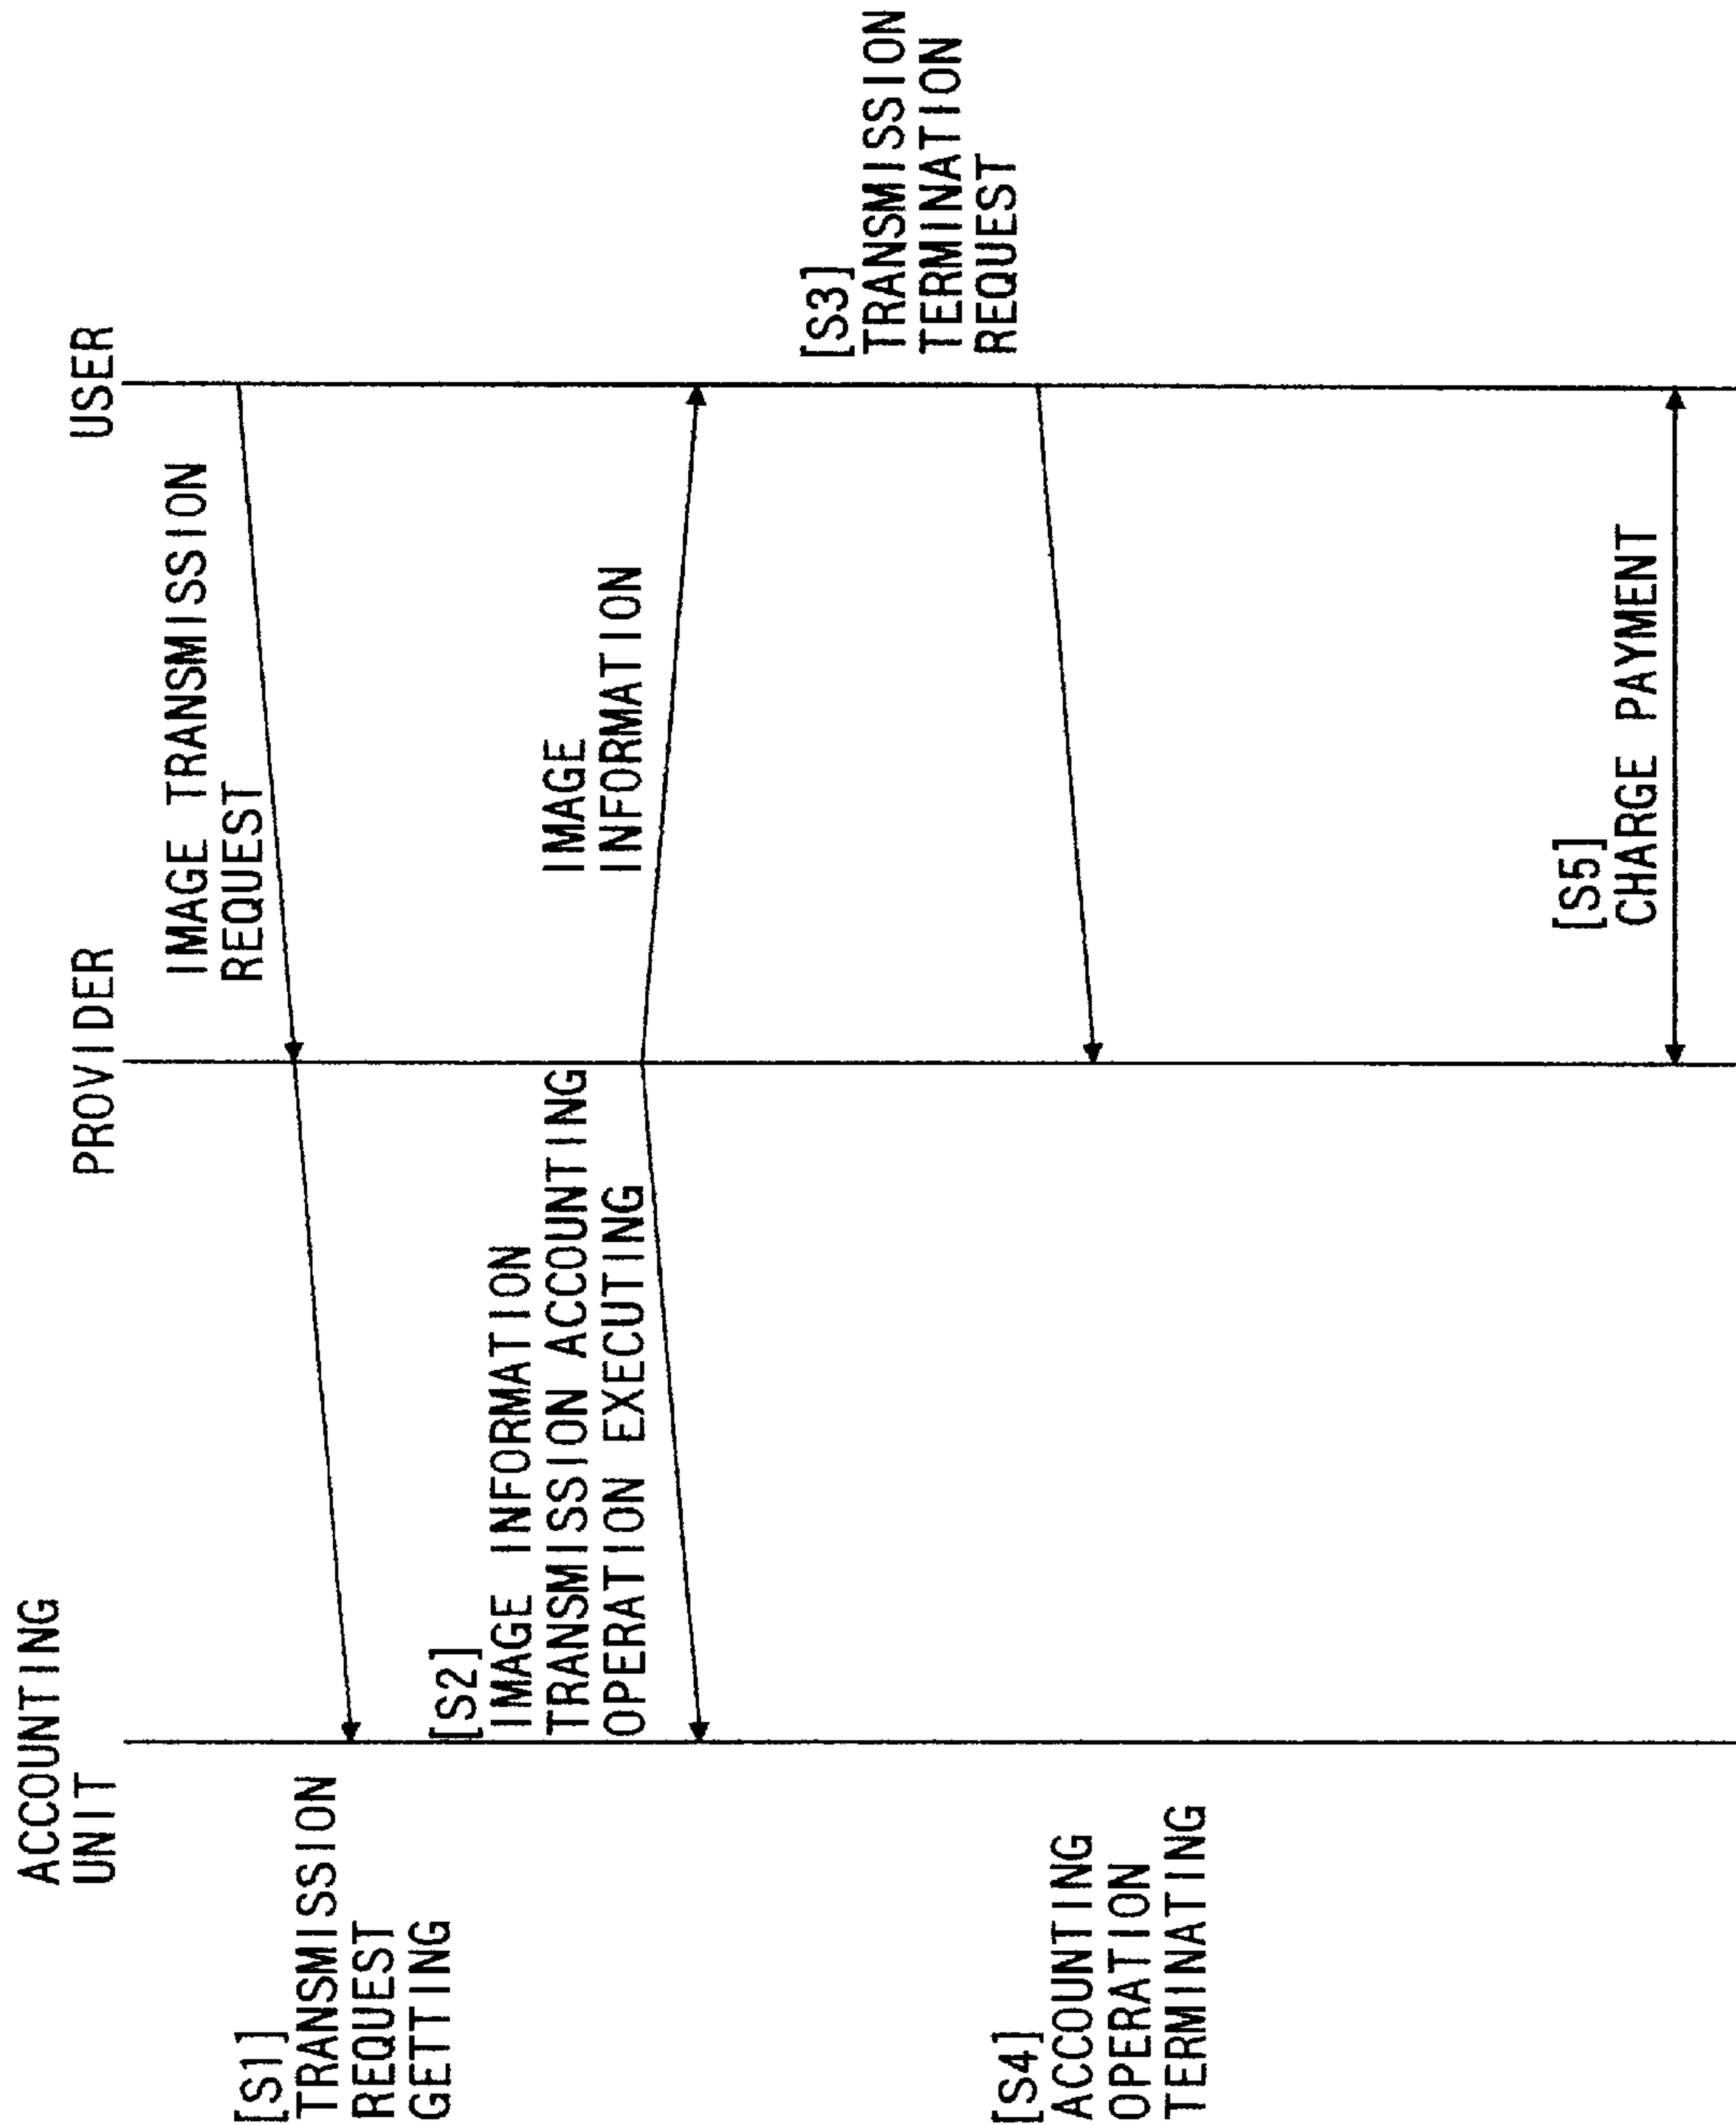 ACCOUNTING
UNIT
PROVIDER
USER
IMAGE TRANSMISSION
REQUEST
[S1]
TRANSMISSION
REQUEST
GETTING
[S2]
IMAGE INFORMATION
TRANSMISSION ACCOUNTING
OPERATION EXECUTING
IMAGE
INFORMATION
[S3]
TRANSMISSION
TERMINATION
REQUEST
[S4]
ACCOUNTING
OPERATION
TERMINATING
[S5]
CHARGE PAYMENT